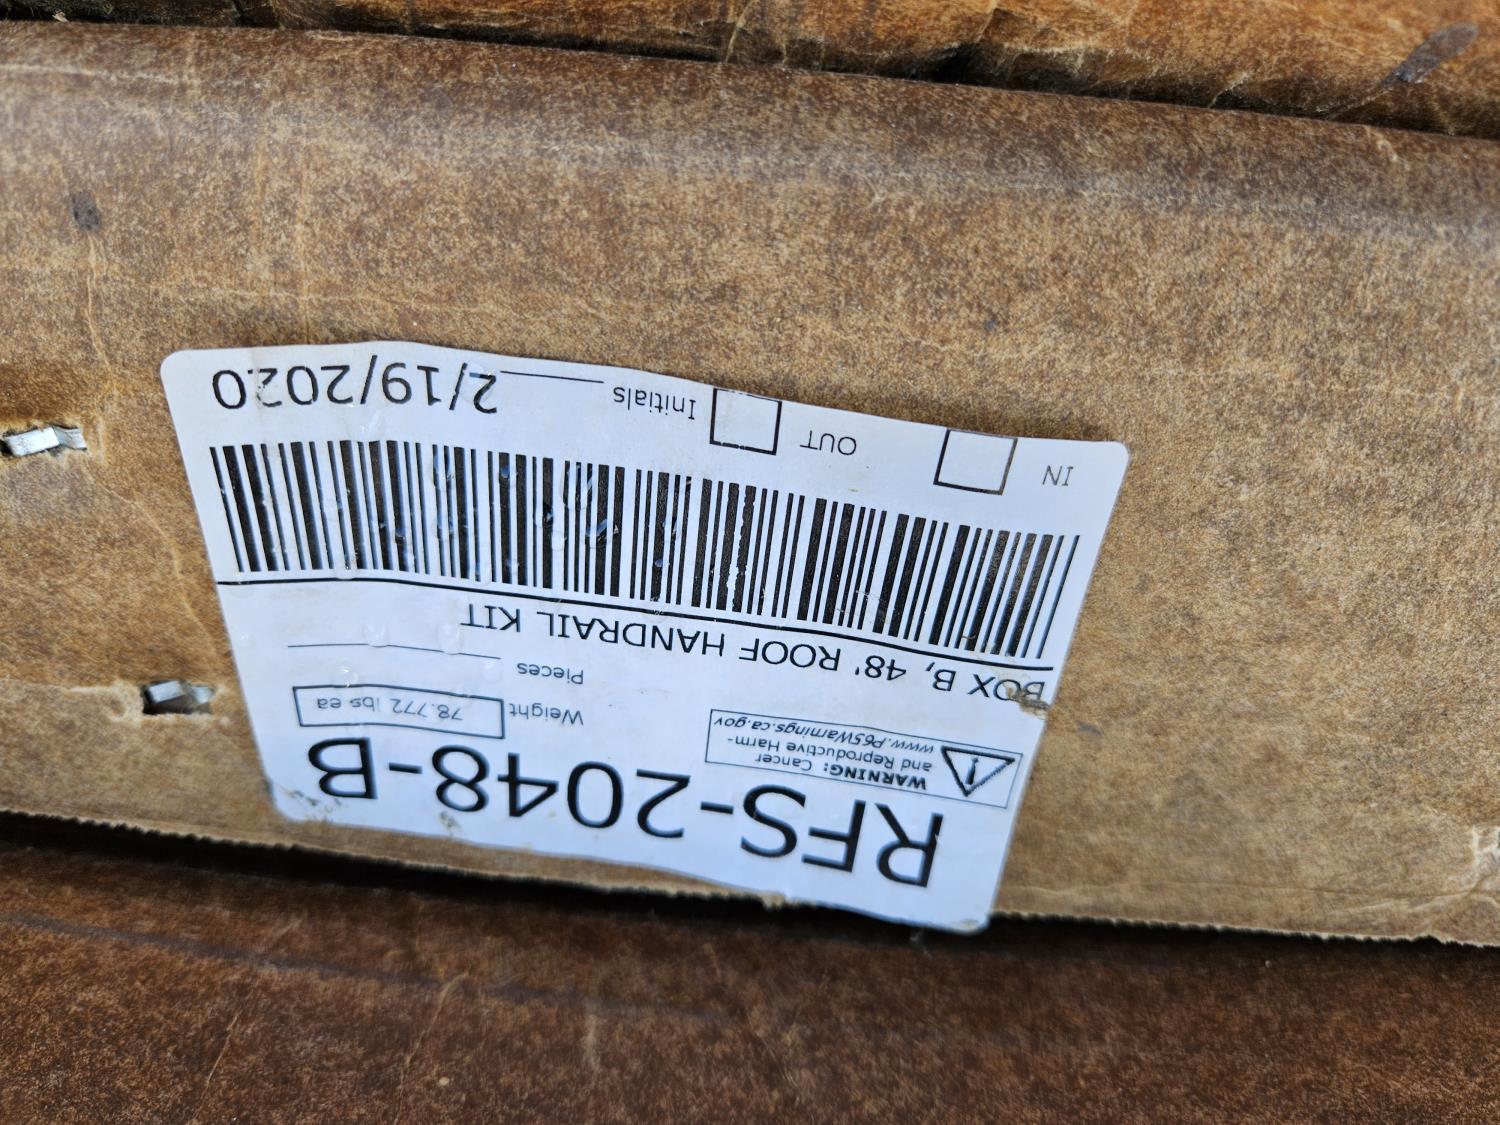 RFS-2048-B
WARNING: Cancer
and Reproductive Harm-
www.P65Warnings.ca.gov
Weight 78.772 lbs ea
Pieces
BOX B, 48' ROOF HANDRAIL KIT
IN OUT Initials 2/19/2020